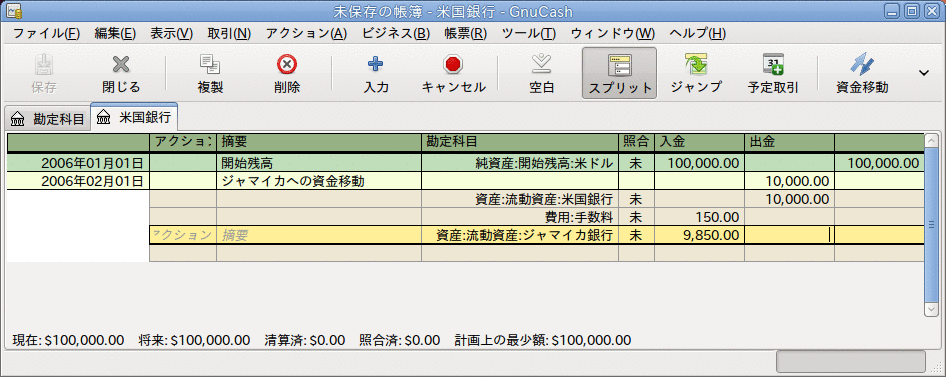 未保存の帳簿 - 米国銀行 - GnuCash
ファイル(F) 編集(E) 表示(V) 取引(N) アクション(A) ビジネス(B) 帳票(R) ツール(T) ウィンドウ(W) ヘルプ(H)
保存 閉じる 複製 削除 入力 キャンセル 空白 スプリット ジャンプ 予定取引 資金移動
勘定科目 米国銀行
アクション 摘要 勘定科目 照合 入金 出金
2006年01月01日 開始残高 純資産:開始残高:米ドル 未 100,000.00 100,000.00
2006年02月01日 ジャマイカへの資金移動 10,000.00
資産:流動資産:米国銀行 未 10,000.00
費用:手数料 未 150.00
アクション 摘要 資産:流動資産:ジャマイカ銀行 未 9,850.00
現在: $100,000.00 将来: $100,000.00 清算済: $0.00 照合済: $0.00 計画上の最少額: $100,000.00